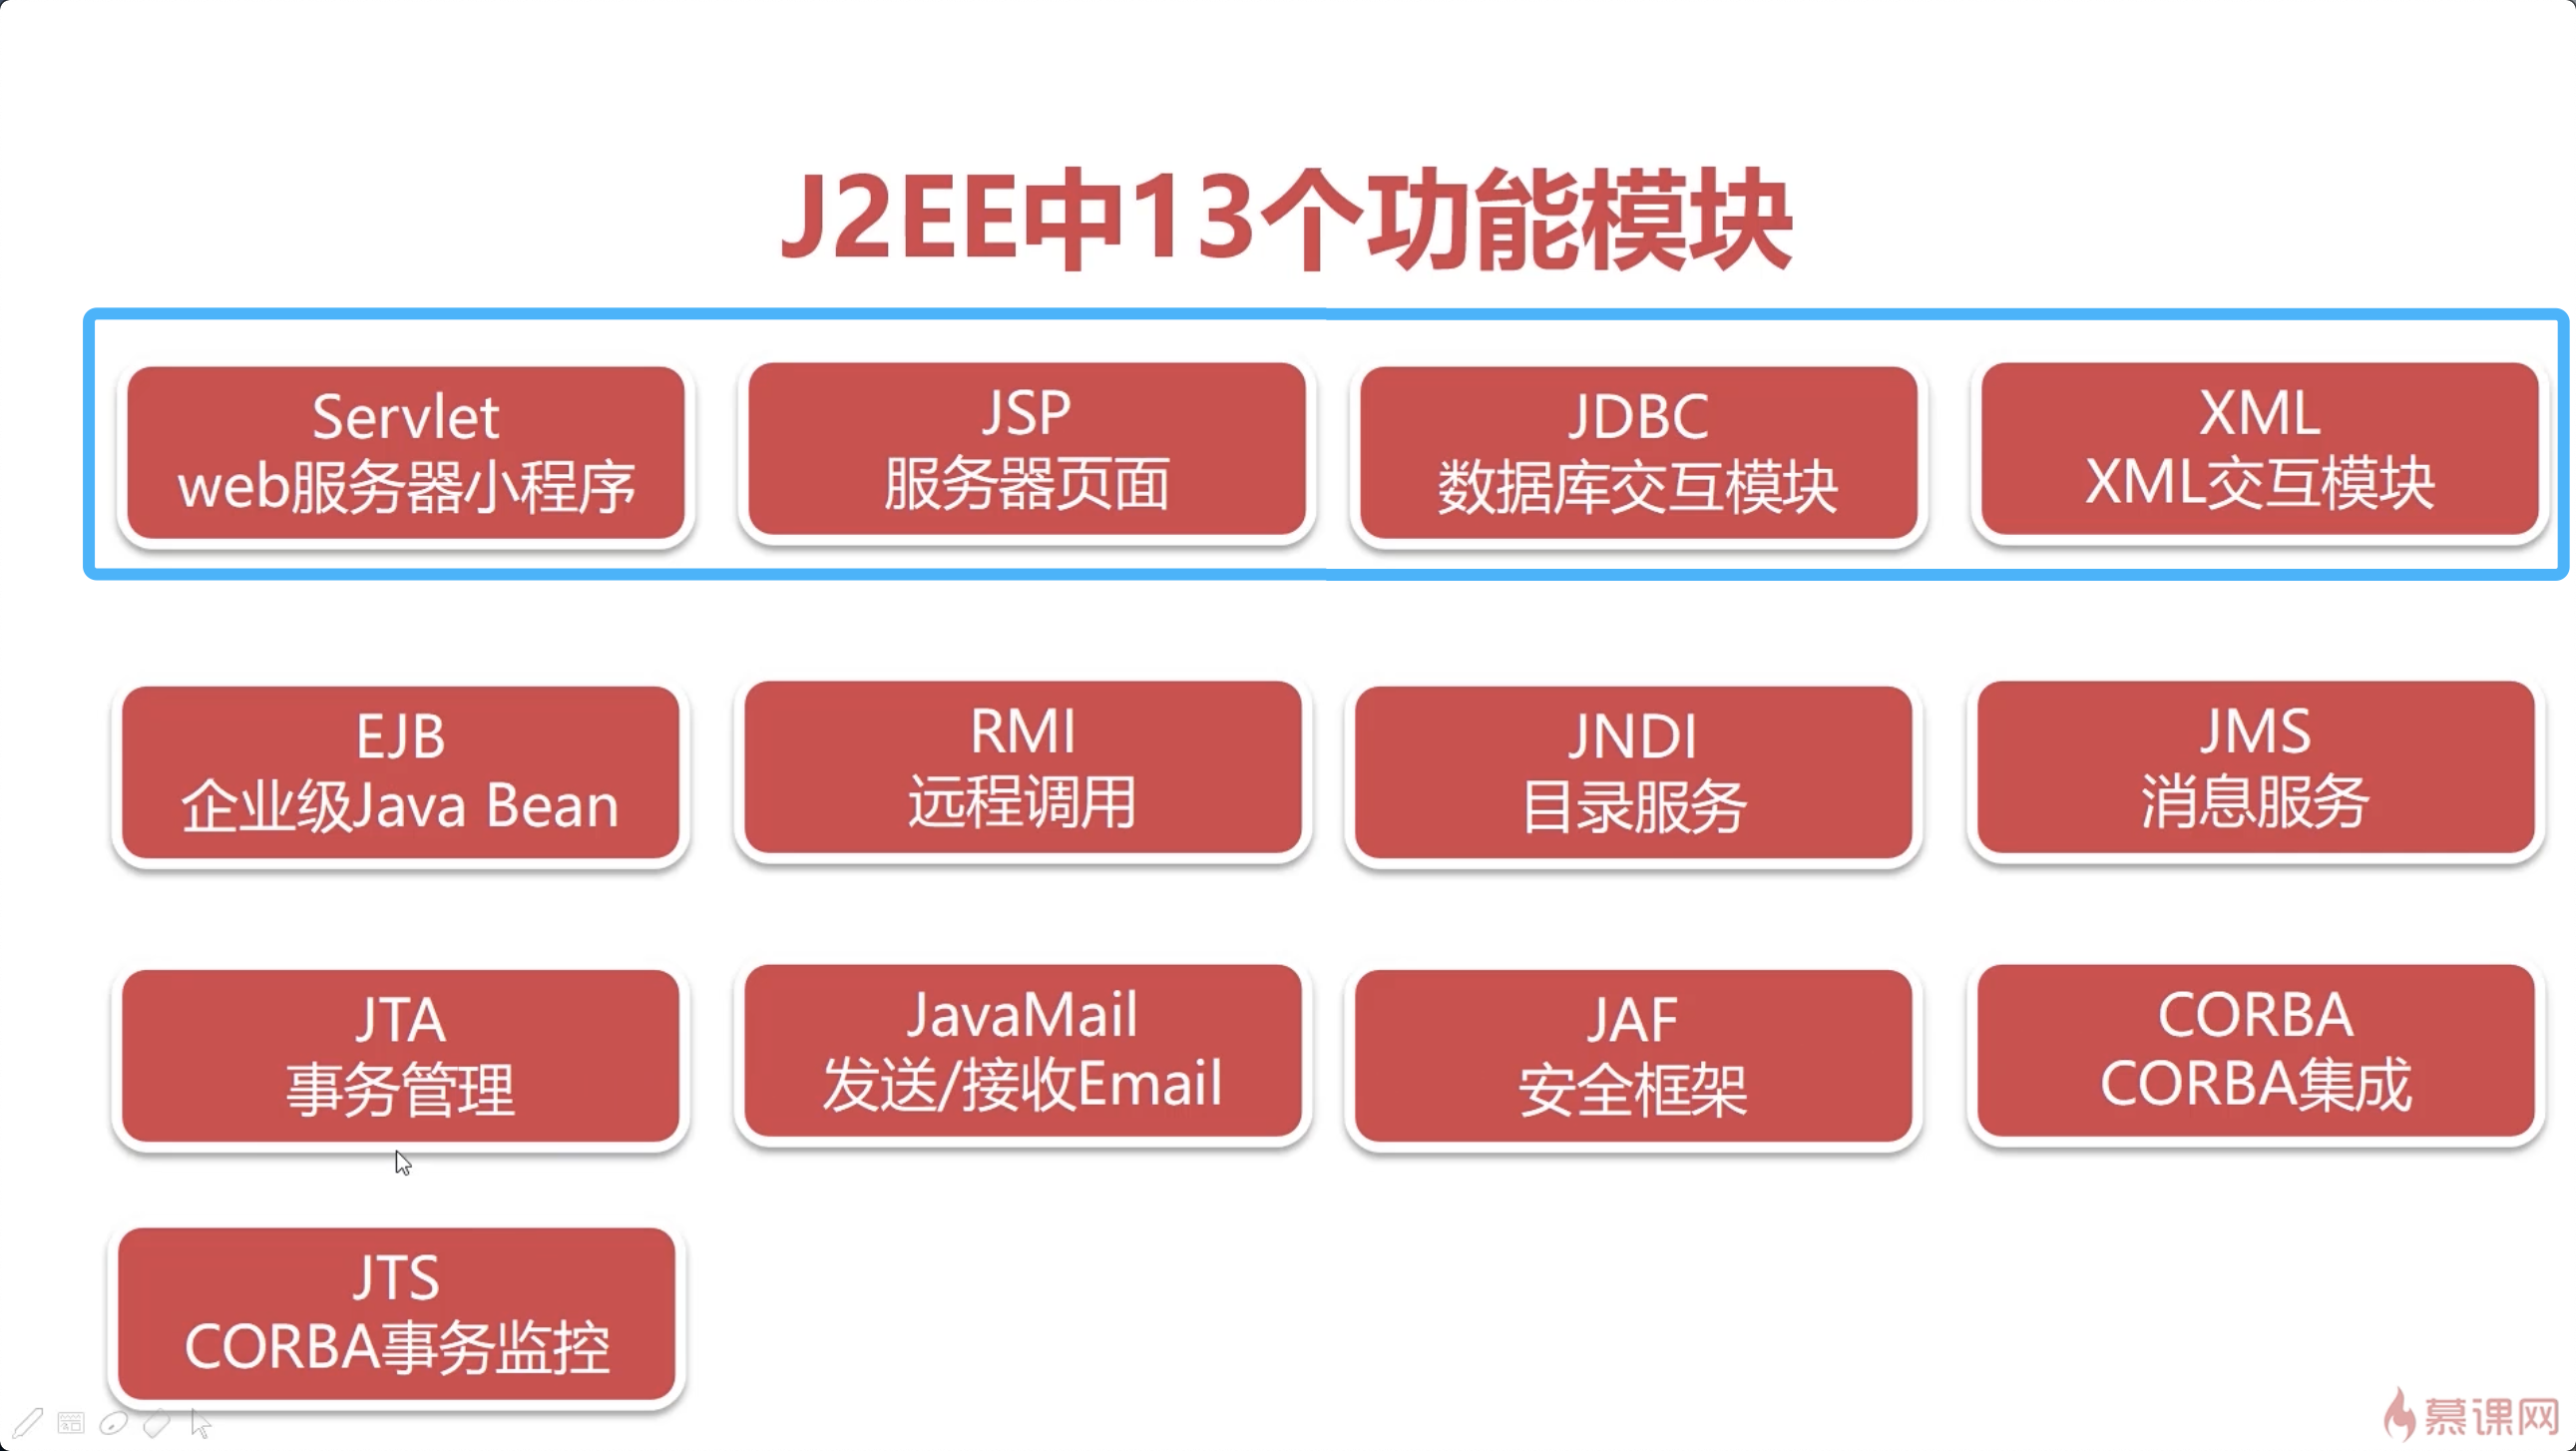 J2EE中13个功能模块
Servlet
web服务器小程序
JSP
服务器页面
JDBC
数据库交互模块
XML
XML交互模块
EJB
企业级Java Bean
RMI
远程调用
JNDI
目录服务
JMS
消息服务
JTA
事务管理
JavaMail
发送/接收Email
JAF
安全框架
CORBA
CORBA集成
JTS
CORBA事务监控
慕课网